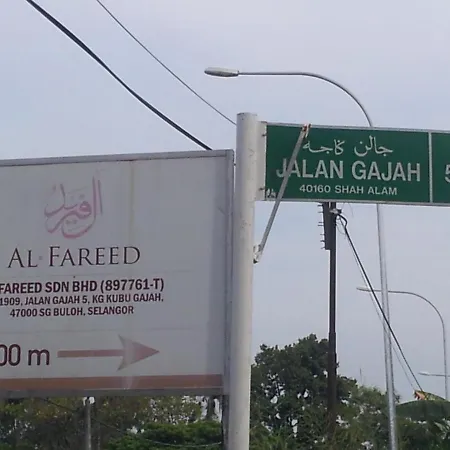 الفريد
AL·FAREED
FAREED SDN BHD (897761-T)
1909, JALAN GAJAH 5, KG KUBU GAJAH,
47000 SG BULOH, SELANGOR
00 m
جالن ݢاجه
JALAN GAJAH
40160 SHAH ALAM